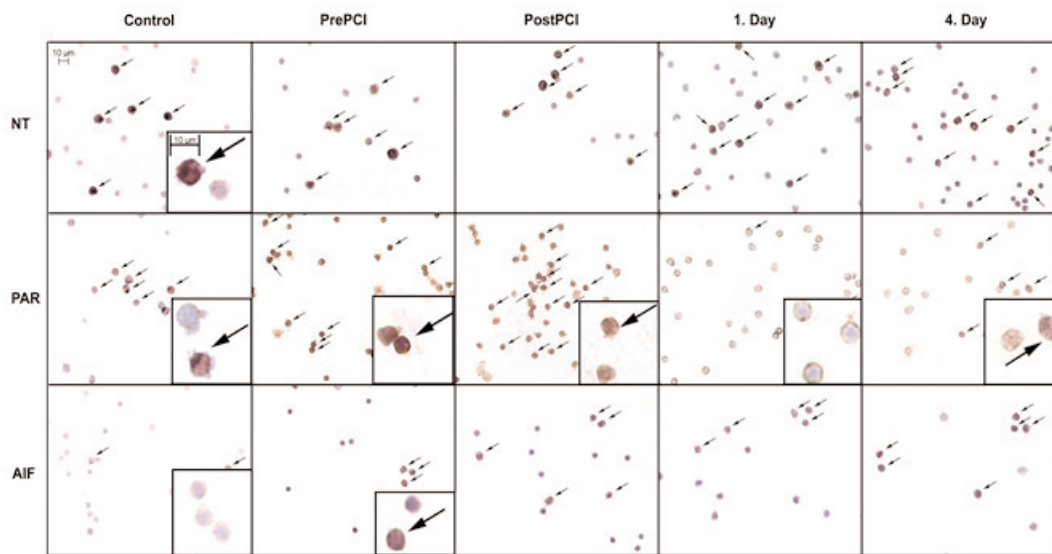 Control PrePCI PostPCI 1. Day 4. Day
10 µm
NT
10 µm
PAR
AIF